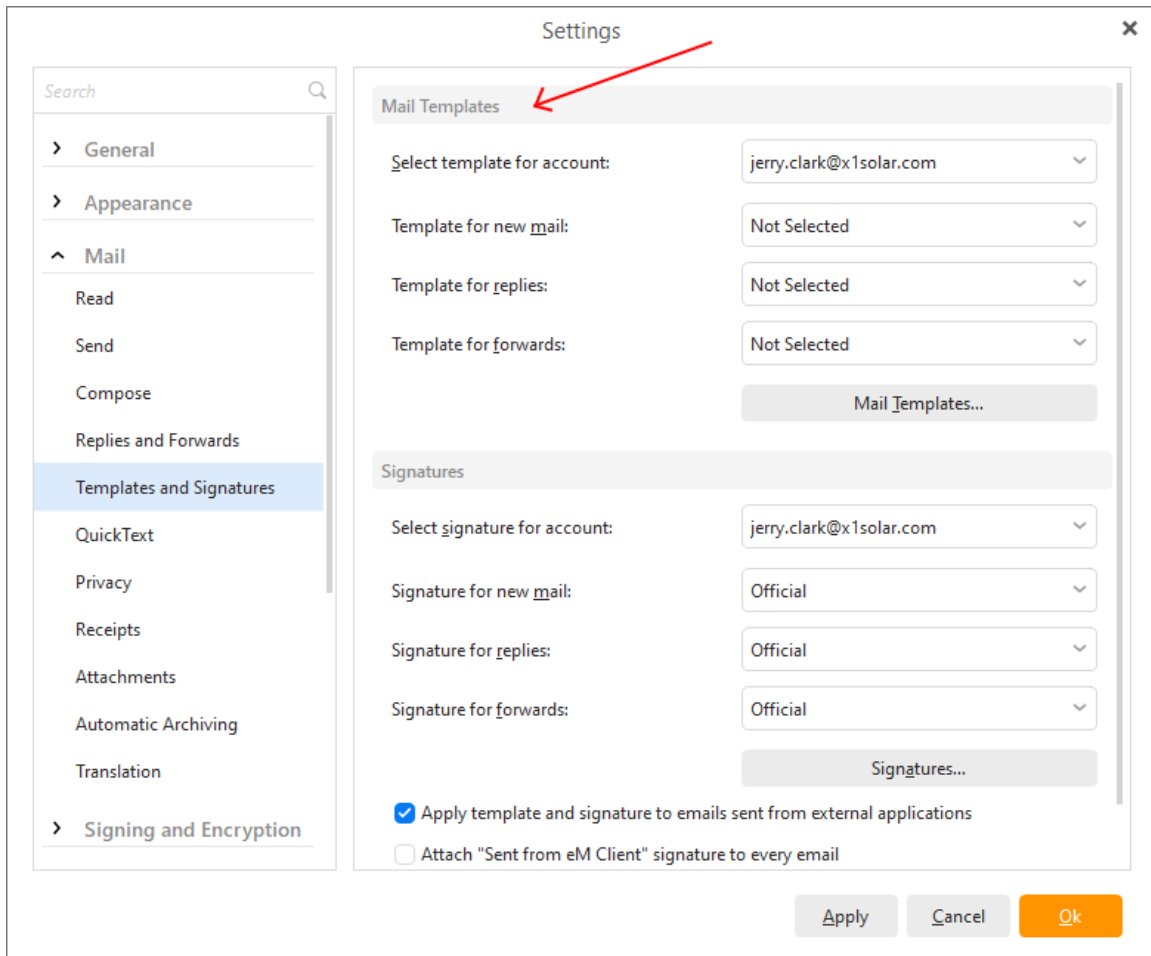 Settings
Search
General
Appearance
Mail
Read
Send
Compose
Replies and Forwards
Templates and Signatures
QuickText
Privacy
Receipts
Attachments
Automatic Archiving
Translation
Signing and Encryption
Mail Templates
Select template for account: jerry.clark@x1solar.com
Template for new mail: Not Selected
Template for replies: Not Selected
Template for forwards: Not Selected
Mail Templates...
Signatures
Select signature for account: jerry.clark@x1solar.com
Signature for new mail: Official
Signature for replies: Official
Signature for forwards: Official
Signatures...
Apply template and signature to emails sent from external applications
Attach "Sent from eM Client" signature to every email
Apply Cancel Ok